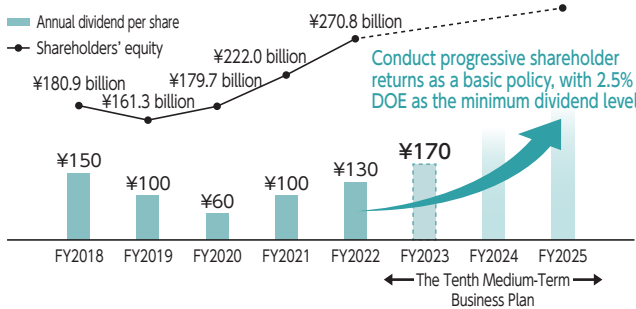 Annual dividend per share
Shareholders' equity
¥180.9 billion
¥161.3 billion
¥179.7 billion
¥222.0 billion
¥270.8 billion
Conduct progressive shareholder
returns as a basic policy, with 2.5%
DOE as the minimum dividend level
¥150
¥100
¥60
¥100
¥130
¥170
FY2018
FY2019
FY2020
FY2021
FY2022
FY2023
FY2024
FY2025
The Tenth Medium-Term
Business Plan